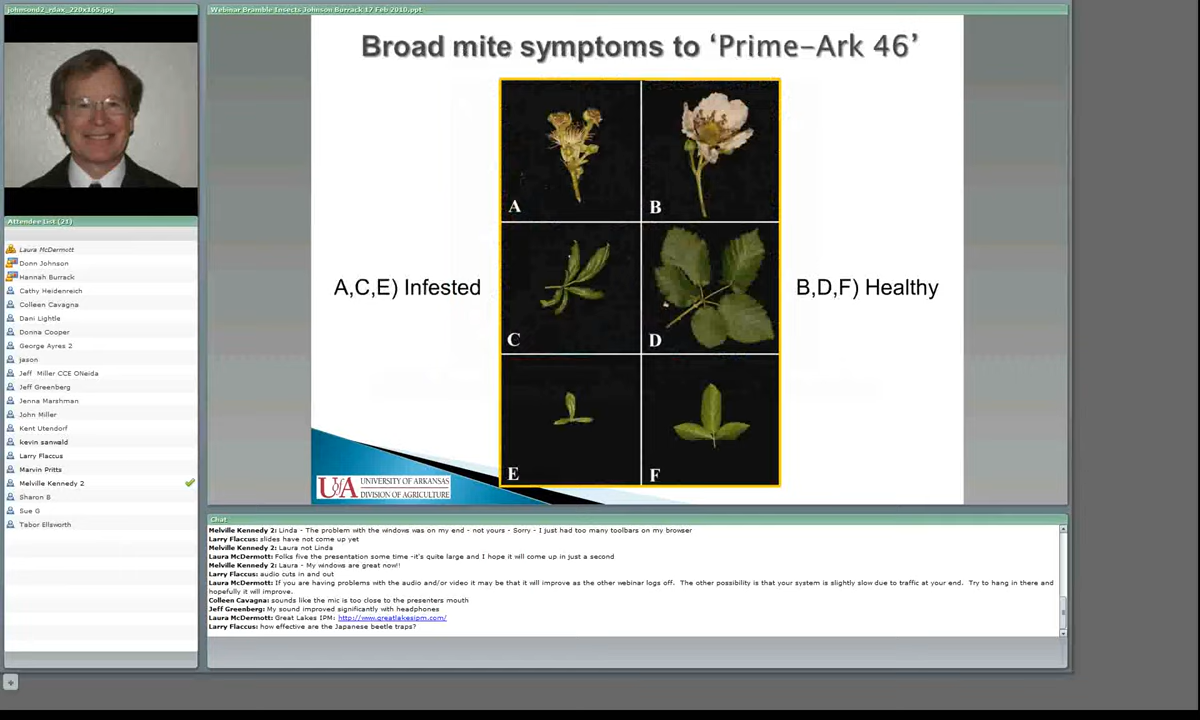 johnsond2_rdax_220x165.jpg
Attendee List (21)
Laura McDermott
Donn Johnson
Hannah Burrack
Cathy Heidenreich
Colleen Cavagna
Dani Lightle
Donna Cooper
George Ayres 2
jason
Jeff Miller CCE ONeida
Jeff Greenberg
Jenna Marshman
John Miller
Kent Utendorf
kevin sanwald
Larry Flaccus
Marvin Pritts
Melville Kennedy 2
Sharon B
Sue G
Tabor Ellsworth
Webinar Bramble Insects Johnson Burrack 17 Feb 2010.ppt
Broad mite symptoms to ‘Prime-Ark 46’
A
B
A,C,E) Infested
B,D,F) Healthy
C
D
E
F
UofA UNIVERSITY OF ARKANSAS
DIVISION OF AGRICULTURE
Chat
Melville Kennedy 2: Linda - The problem with the windows was on my end - not yours - Sorry - I just had too many toolbars on my browser
Larry Flaccus: slides have not come up yet
Melville Kennedy 2: Laura not Linda
Laura McDermott: Folks five the presentation some time -it's quite large and I hope it will come up in just a second
Melville Kennedy 2: Laura - My windows are great now!!
Larry Flaccus: audio cuts in and out
Laura McDermott: If you are having problems with the audio and/or video it may be that it will improve as the other webinar logs off. The other possibility is that your system is slightly slow due to traffic at your end. Try to hang in there and
hopefully it will improve.
Colleen Cavagna: sounds like the mic is too close to the presenters mouth
Jeff Greenberg: My sound improved significantly with headphones
Laura McDermott: Great Lakes IPM: http://www.greatlakesipm.com/
Larry Flaccus: how effective are the Japanese beetle traps?